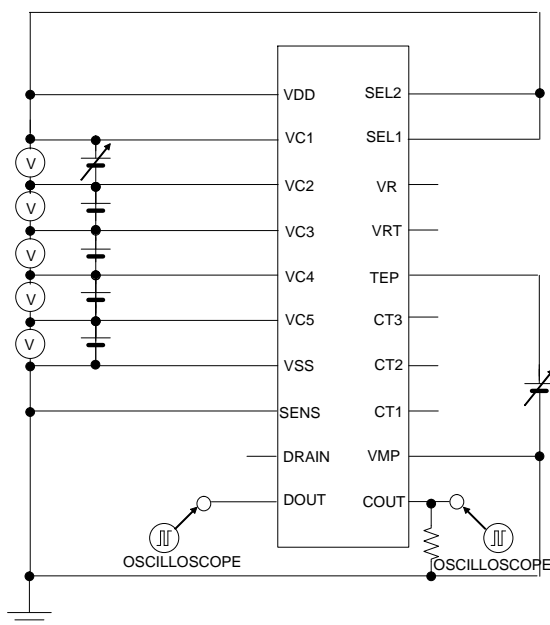 VDD
SEL2
VC1
SEL1
V
VC2
VR
V
VC3
VRT
V
VC4
TEP
V
VC5
CT3
V
VSS
CT2
SENS
CT1
DRAIN
VMP
DOUT
COUT
OSCILLOSCOPE
OSCILLOSCOPE